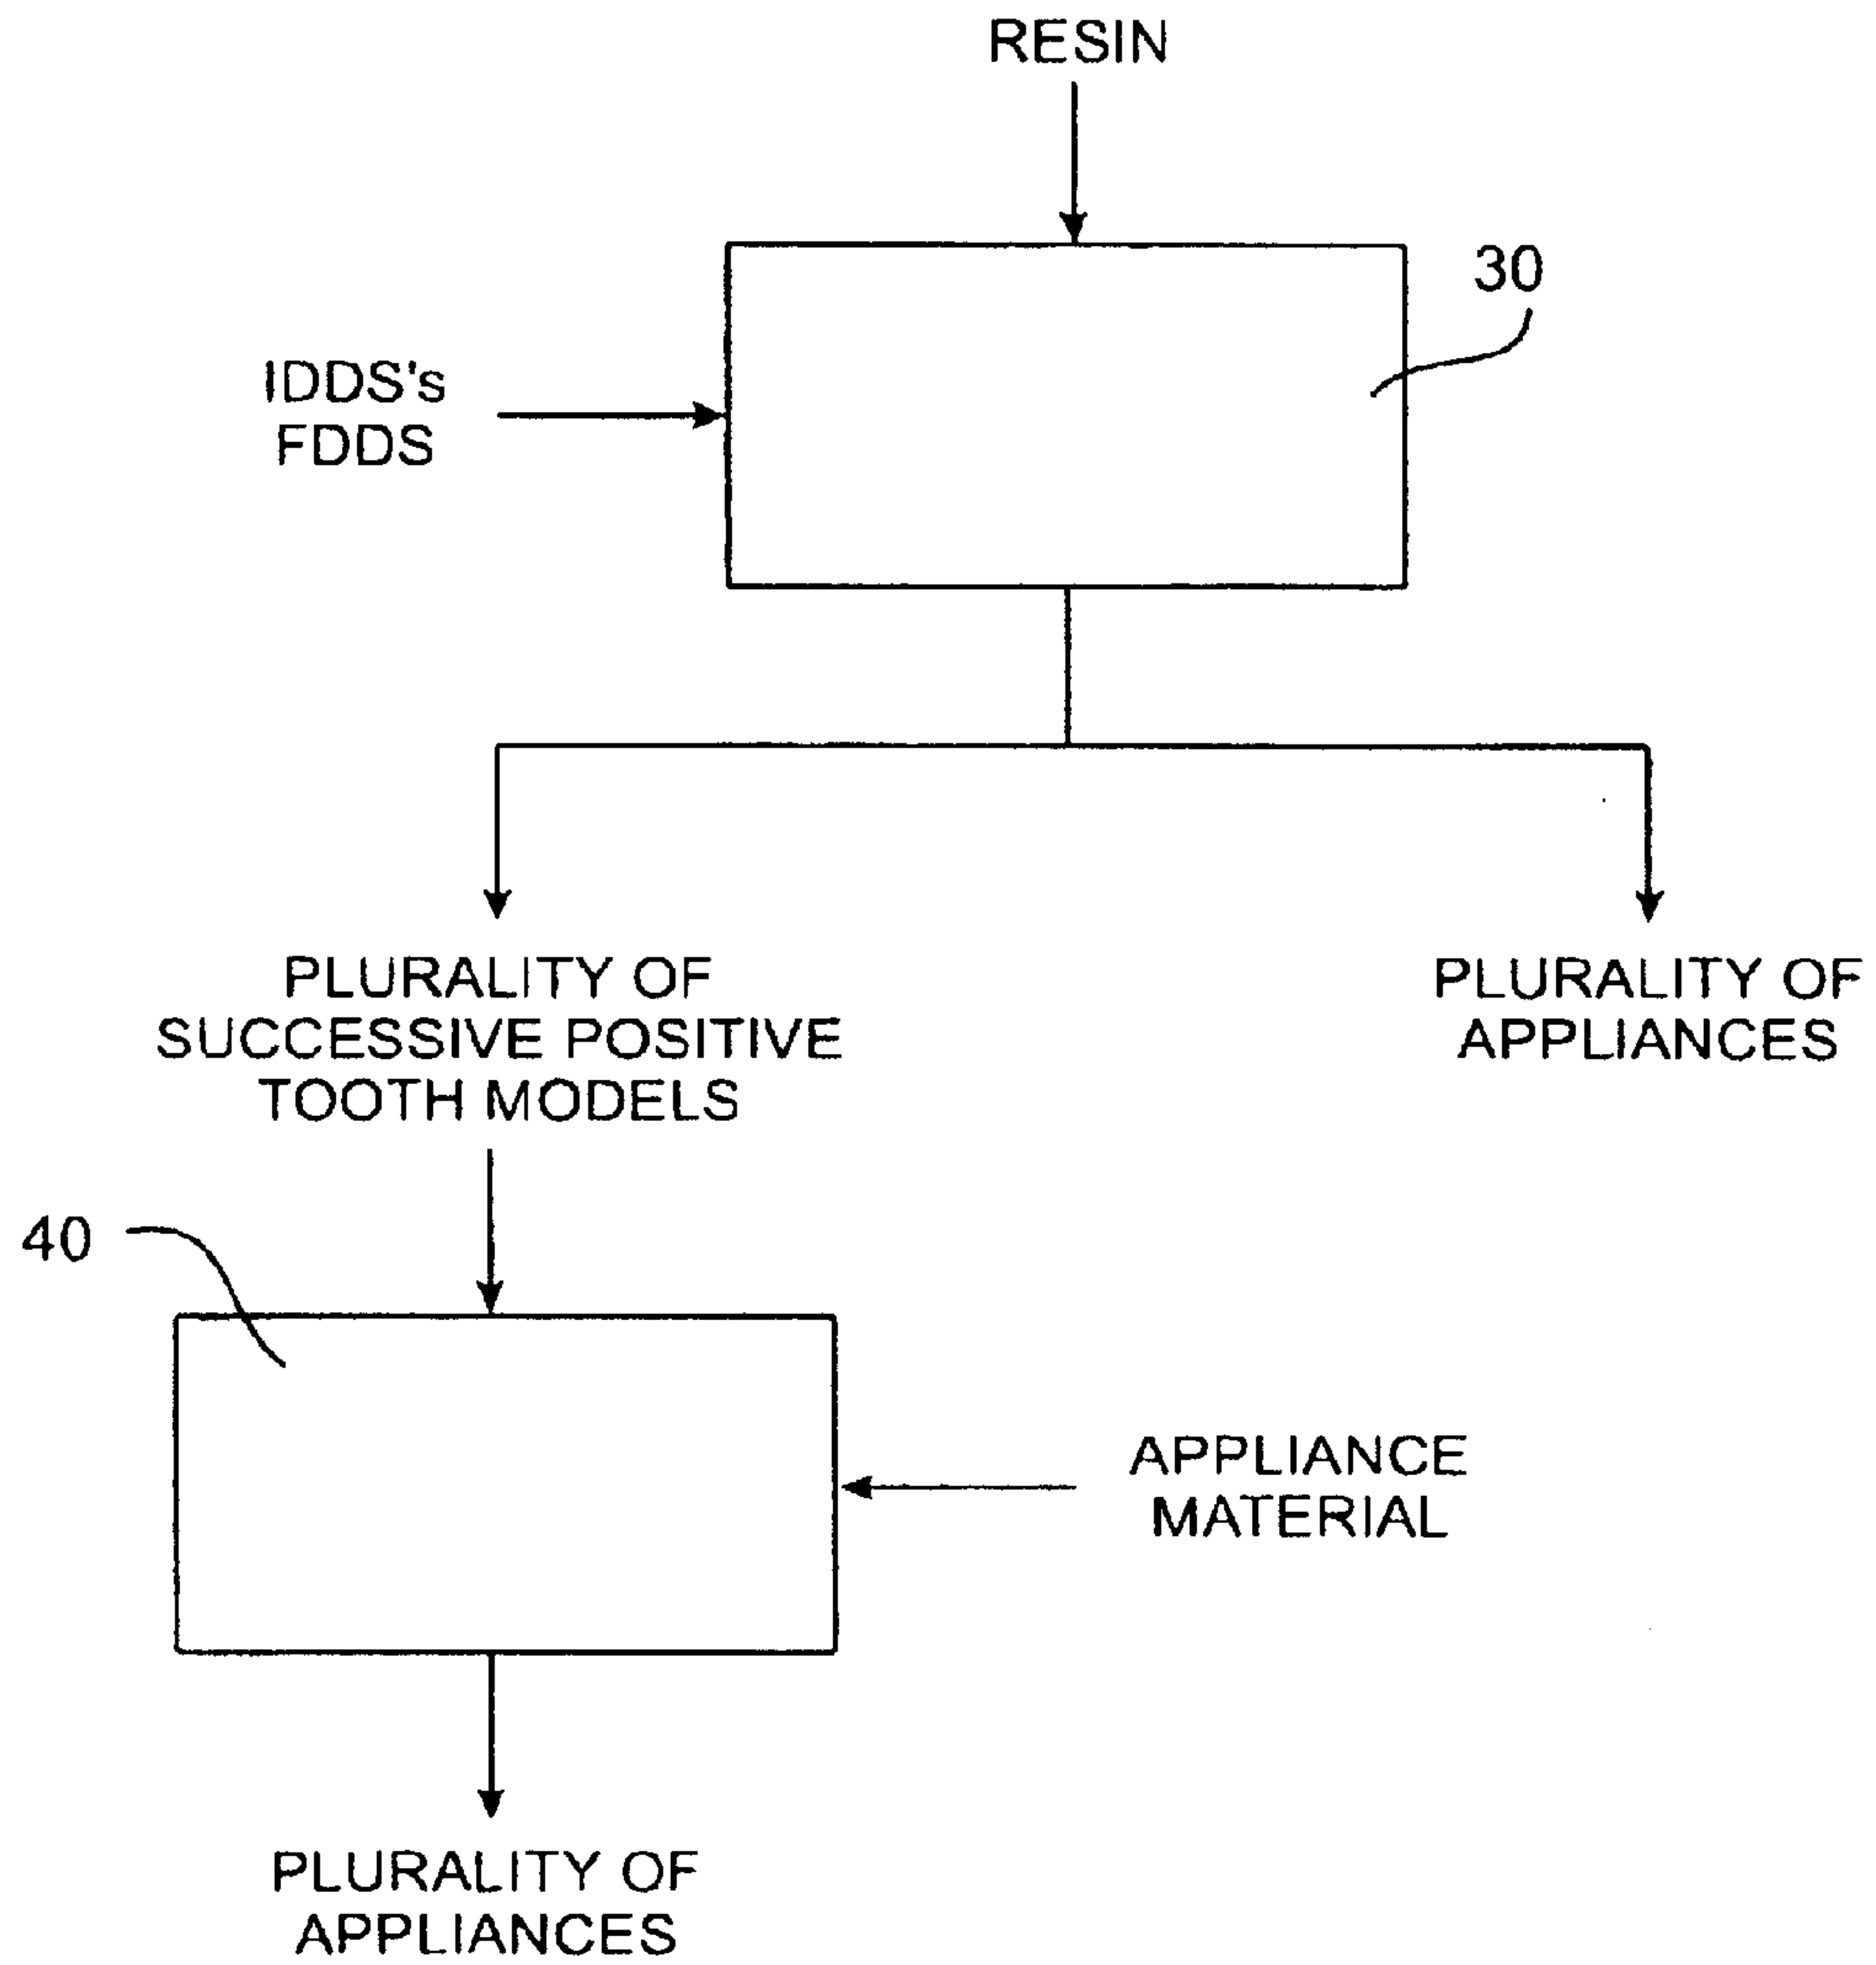 RESIN
30
IDDS's
FDDS
PLURALITY OF
SUCCESSIVE POSITIVE
TOOTH MODELS
PLURALITY OF
APPLIANCES
40
APPLIANCE
MATERIAL
PLURALITY OF
APPLIANCES